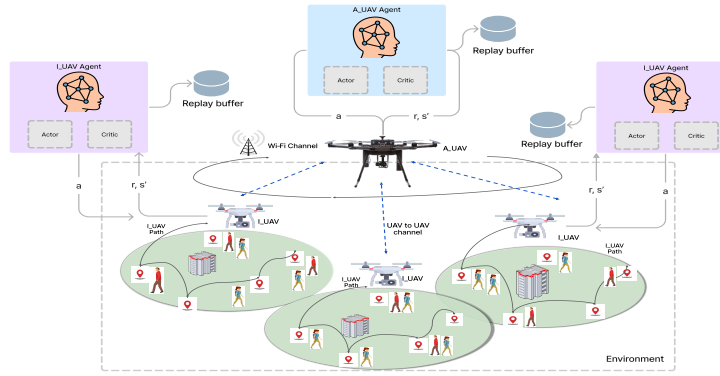 A_UAV Agent
Actor
Critic
Replay buffer
I_UAV Agent
Actor
Critic
Replay buffer
I_UAV Agent
Actor
Critic
Replay buffer
a
r, s'
Wi-Fi Channel
A_UAV
a
r, s'
r, s'
a
I_UAV
I_UAV
Path
UAV to UAV
channel
I_UAV
I_UAV
Path
I_UAV
I_UAV
Path
Environment